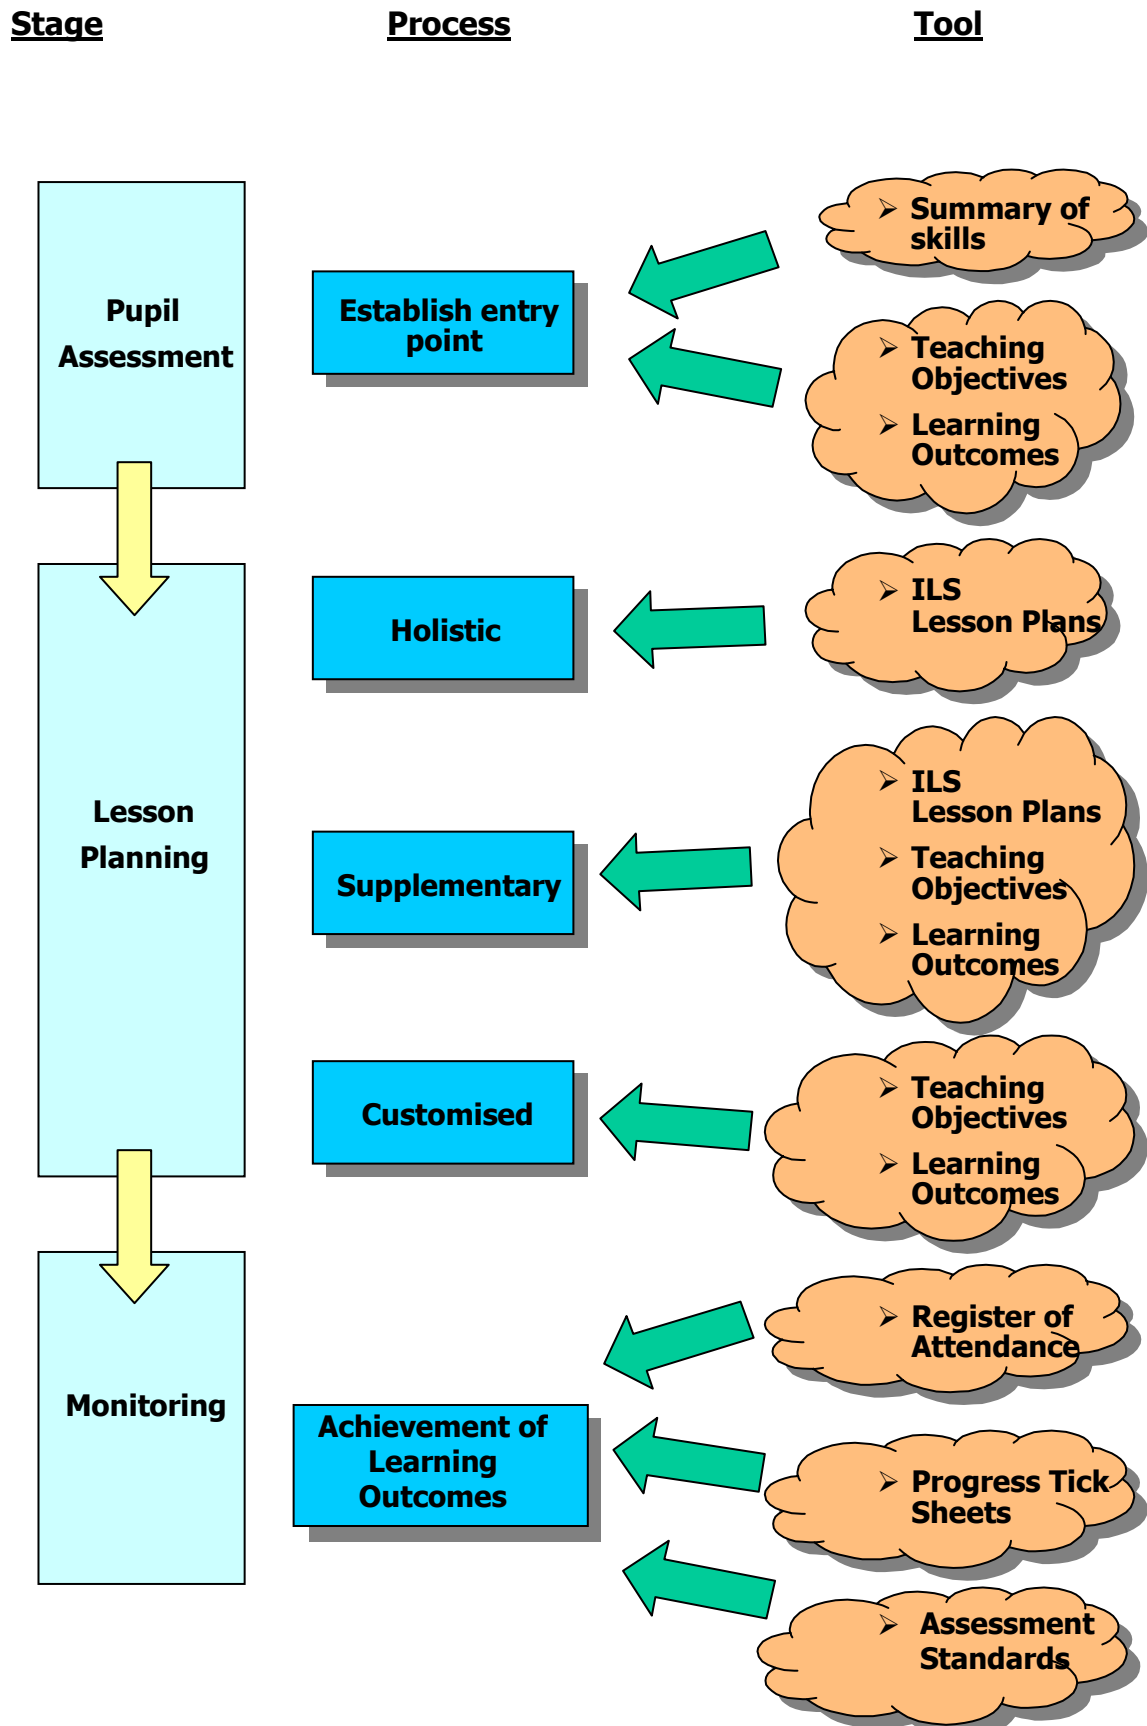 Stage Process Tool
Summary of
skills
Pupil
Assessment
Establish entry
point
➢ Teaching
Objectives
➢ Learning
Outcomes
Holistic
➢ ILS
Lesson Plans
Lesson
Planning
Supplementary
➢ ILS
Lesson Plans
➢ Teaching
Objectives
➢ Learning
Outcomes
Customised
➢ Teaching
Objectives
➢ Learning
Outcomes
Monitoring
Achievement of
Learning
Outcomes
➢ Register of
Attendance
➢ Progress Tick
Sheets
➢ Assessment
Standards